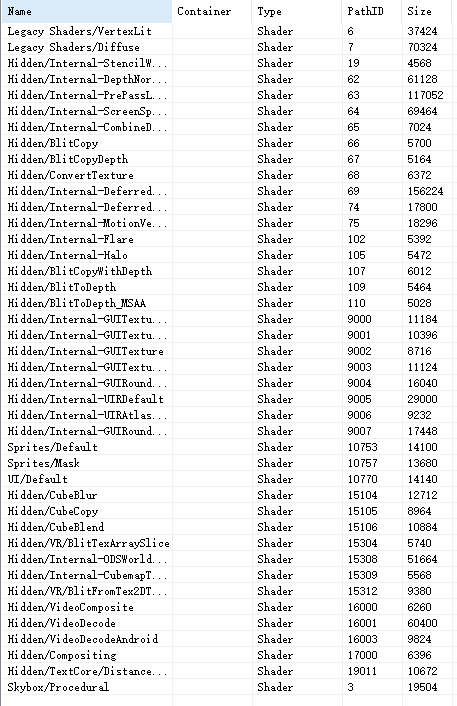 Name Container Type PathID Size
Legacy Shaders/VertexLit Shader 6 37424
Legacy Shaders/Diffuse Shader 7 70324
Hidden/Internal-StencilW... Shader 19 4568
Hidden/Internal-DepthNor... Shader 62 61128
Hidden/Internal-PrePassL... Shader 63 117052
Hidden/Internal-ScreenSp... Shader 64 69464
Hidden/Internal-CombineD... Shader 65 7024
Hidden/BlitCopy Shader 66 5700
Hidden/BlitCopyDepth Shader 67 5164
Hidden/ConvertTexture Shader 68 6372
Hidden/Internal-Deferred... Shader 69 156224
Hidden/Internal-Deferred... Shader 74 17800
Hidden/Internal-MotionVe... Shader 75 18296
Hidden/Internal-Flare Shader 102 5392
Hidden/Internal-Halo Shader 105 5472
Hidden/BlitCopyWithDepth Shader 107 6012
Hidden/BlitToDepth Shader 109 5464
Hidden/BlitToDepth_MSAA Shader 110 5028
Hidden/Internal-GUITextu... Shader 9000 11184
Hidden/Internal-GUITextu... Shader 9001 10396
Hidden/Internal-GUITexture Shader 9002 8716
Hidden/Internal-GUITextu... Shader 9003 11124
Hidden/Internal-GUIRound... Shader 9004 16040
Hidden/Internal-UIRDefault Shader 9005 29000
Hidden/Internal-UIRAtlas... Shader 9006 9232
Hidden/Internal-GUIRound... Shader 9007 17448
Sprites/Default Shader 10753 14100
Sprites/Mask Shader 10757 13680
UI/Default Shader 10770 14140
Hidden/CubeBlur Shader 15104 12712
Hidden/CubeCopy Shader 15105 8964
Hidden/CubeBlend Shader 15106 10884
Hidden/VR/BlitTexArraySlice Shader 15304 5740
Hidden/Internal-ODSWorld... Shader 15308 51664
Hidden/Internal-CubemapT... Shader 15309 5568
Hidden/VR/BlitFromTex2DT... Shader 15312 9380
Hidden/VideoComposite Shader 16000 6260
Hidden/VideoDecode Shader 16001 60400
Hidden/VideoDecodeAndroid Shader 16003 9824
Hidden/Compositing Shader 17000 6396
Hidden/TextCore/Distance... Shader 19011 10672
Skybox/Procedural Shader 3 19504